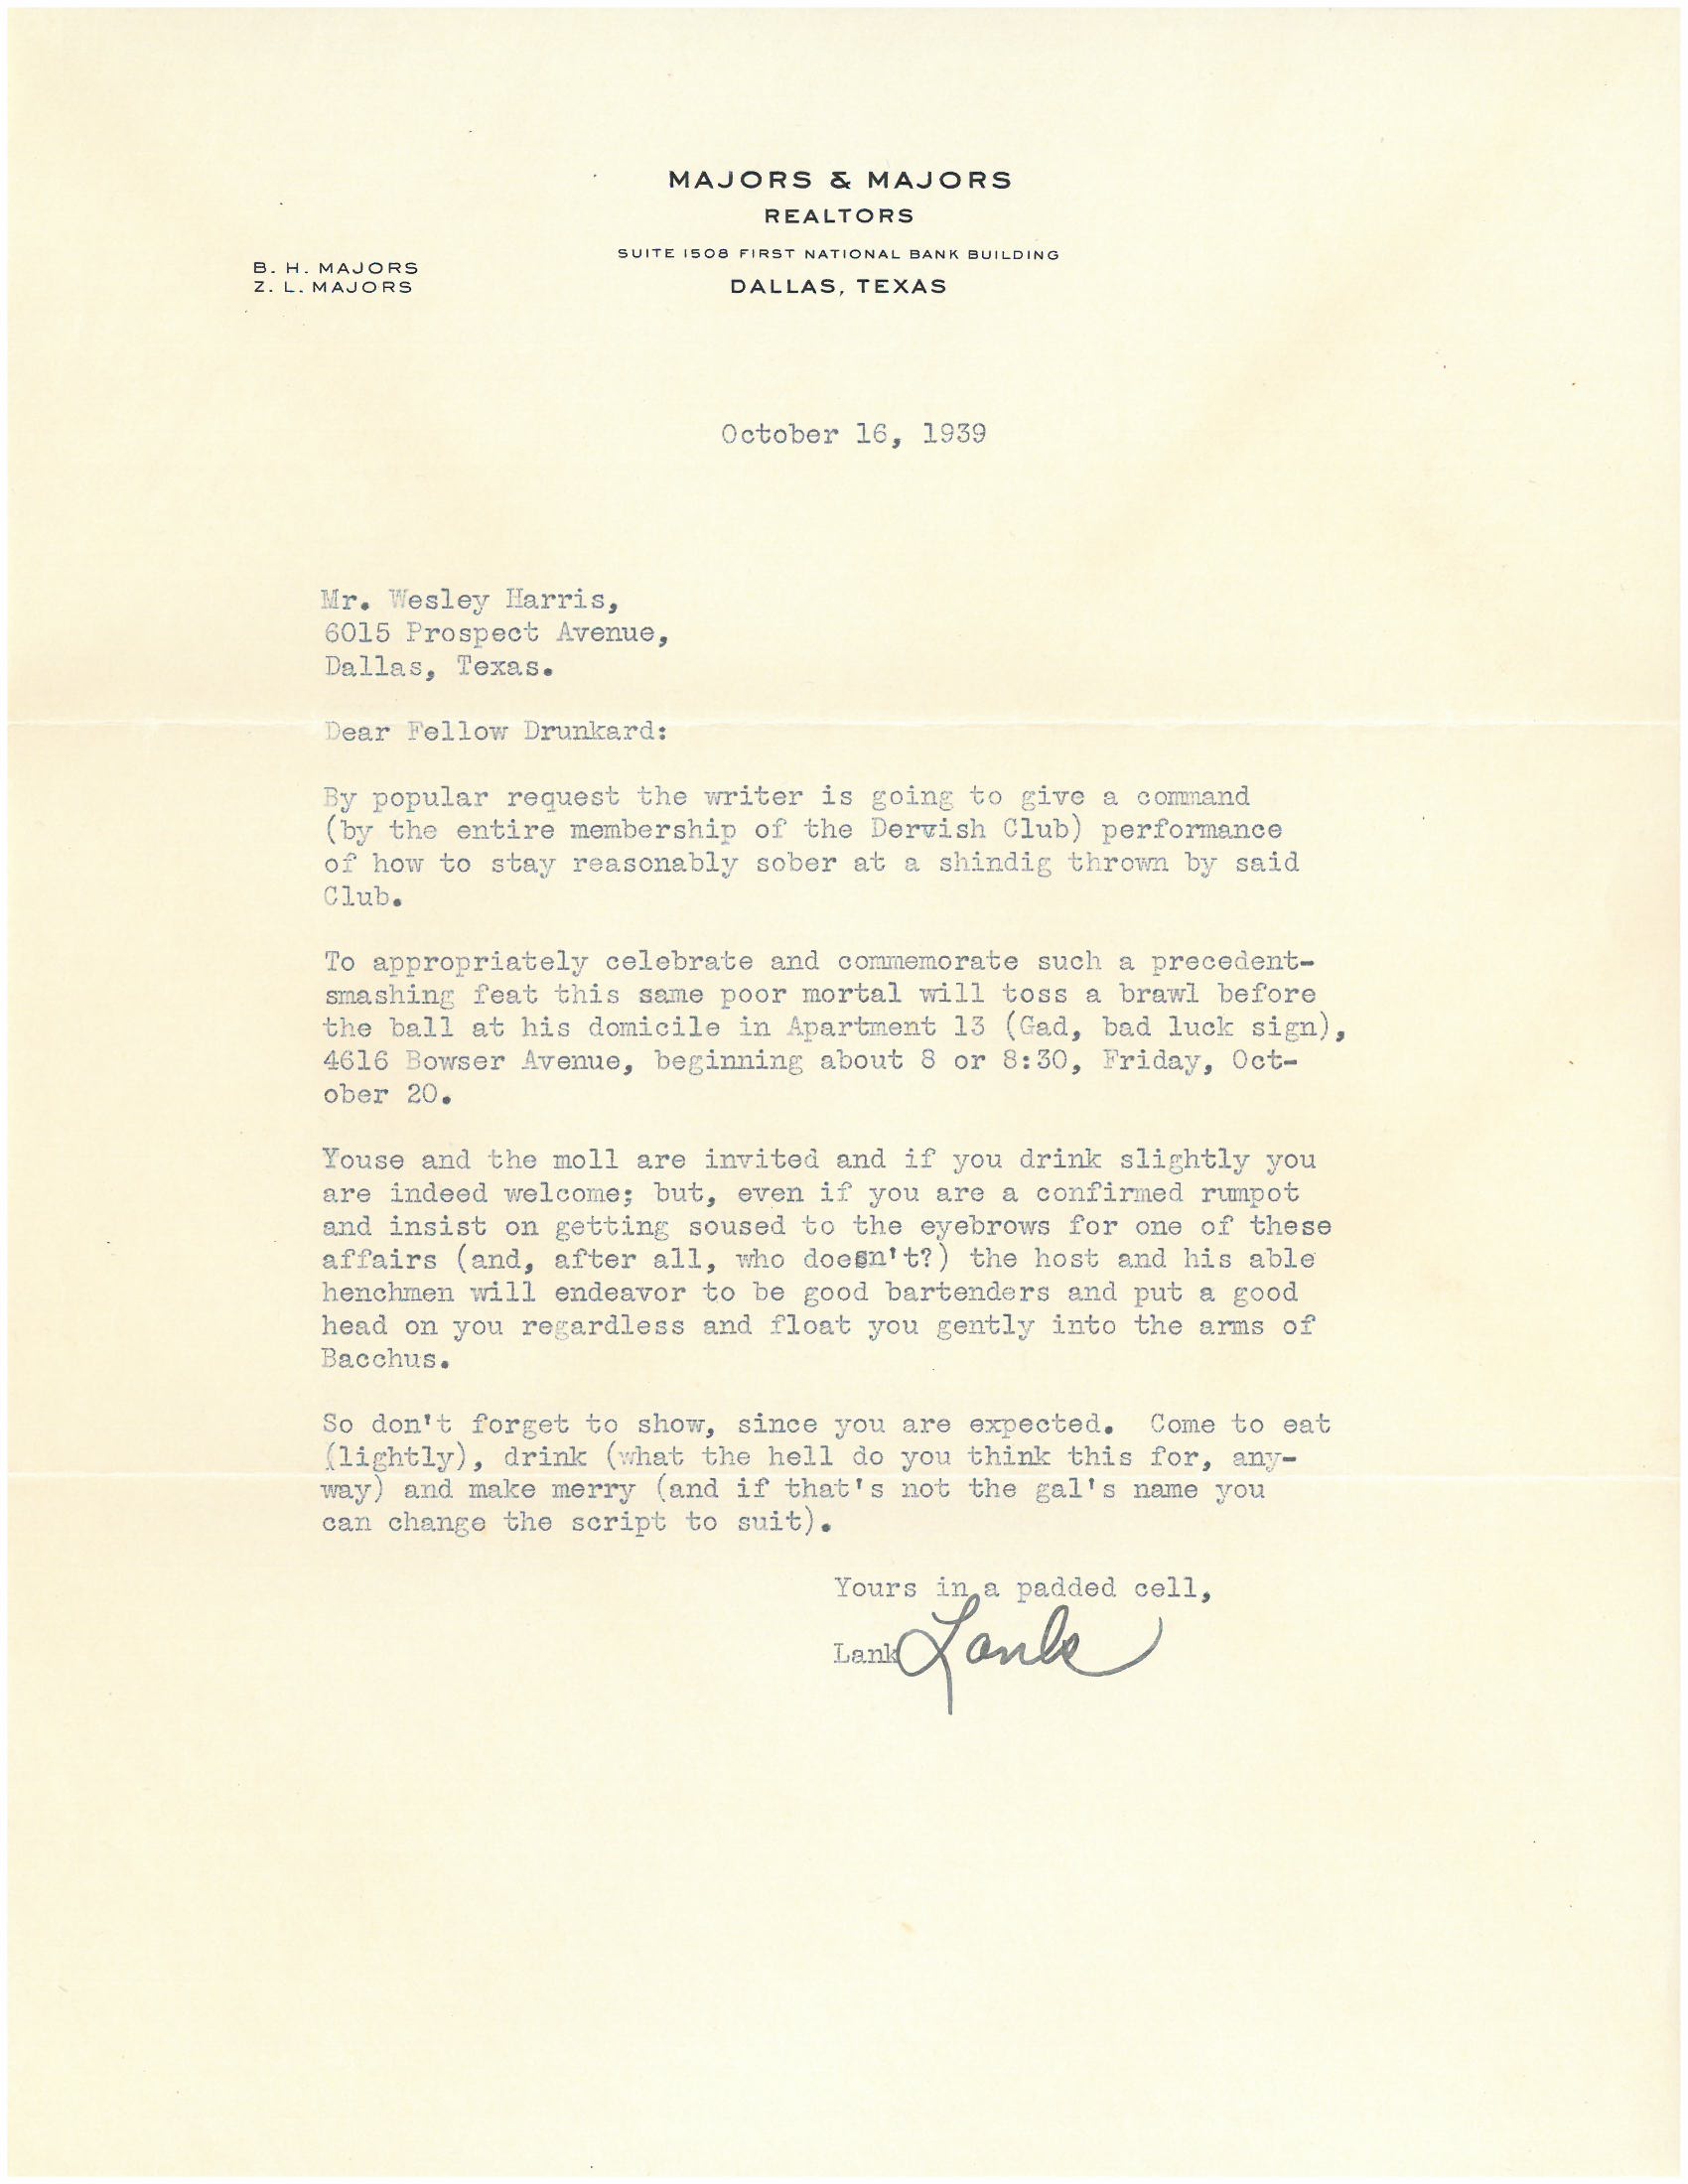 MAJORS & MAJORS
REALTORS
SUITE 1508 FIRST NATIONAL BANK BUILDING
DALLAS, TEXAS
B. H. MAJORS
Z. L. MAJORS
October 16, 1939
Mr. Wesley Harris,
6015 Prospect Avenue,
Dallas, Texas.
Dear Fellow Drunkard:
By popular request the writer is going to give a command
(by the entire membership of the Dervish Club) performance
of how to stay reasonably sober at a shindig thrown by said
Club.
To appropriately celebrate and commemorate such a precedent-
smashing feat this same poor mortal will toss a brawl before
the ball at his domicile in Apartment 13 (Gad, bad luck sign),
4616 Bowser Avenue, beginning about 8 or 8:30, Friday, Oct-
ober 20.
Youse and the moll are invited and if you drink slightly you
are indeed welcome; but, even if you are a confirmed rumpot
and insist on getting soused to the eyebrows for one of these
affairs (and, after all, who doesn't?) the host and his able
henchmen will endeavor to be good bartenders and put a good
head on you regardless and float you gently into the arms of
Bacchus.
So don't forget to show, since you are expected. Come to eat
(lightly), drink (what the hell do you think this for, any-
way) and make merry (and if that's not the gal's name you
can change the script to suit).
Yours in a padded cell,
Lank Lank